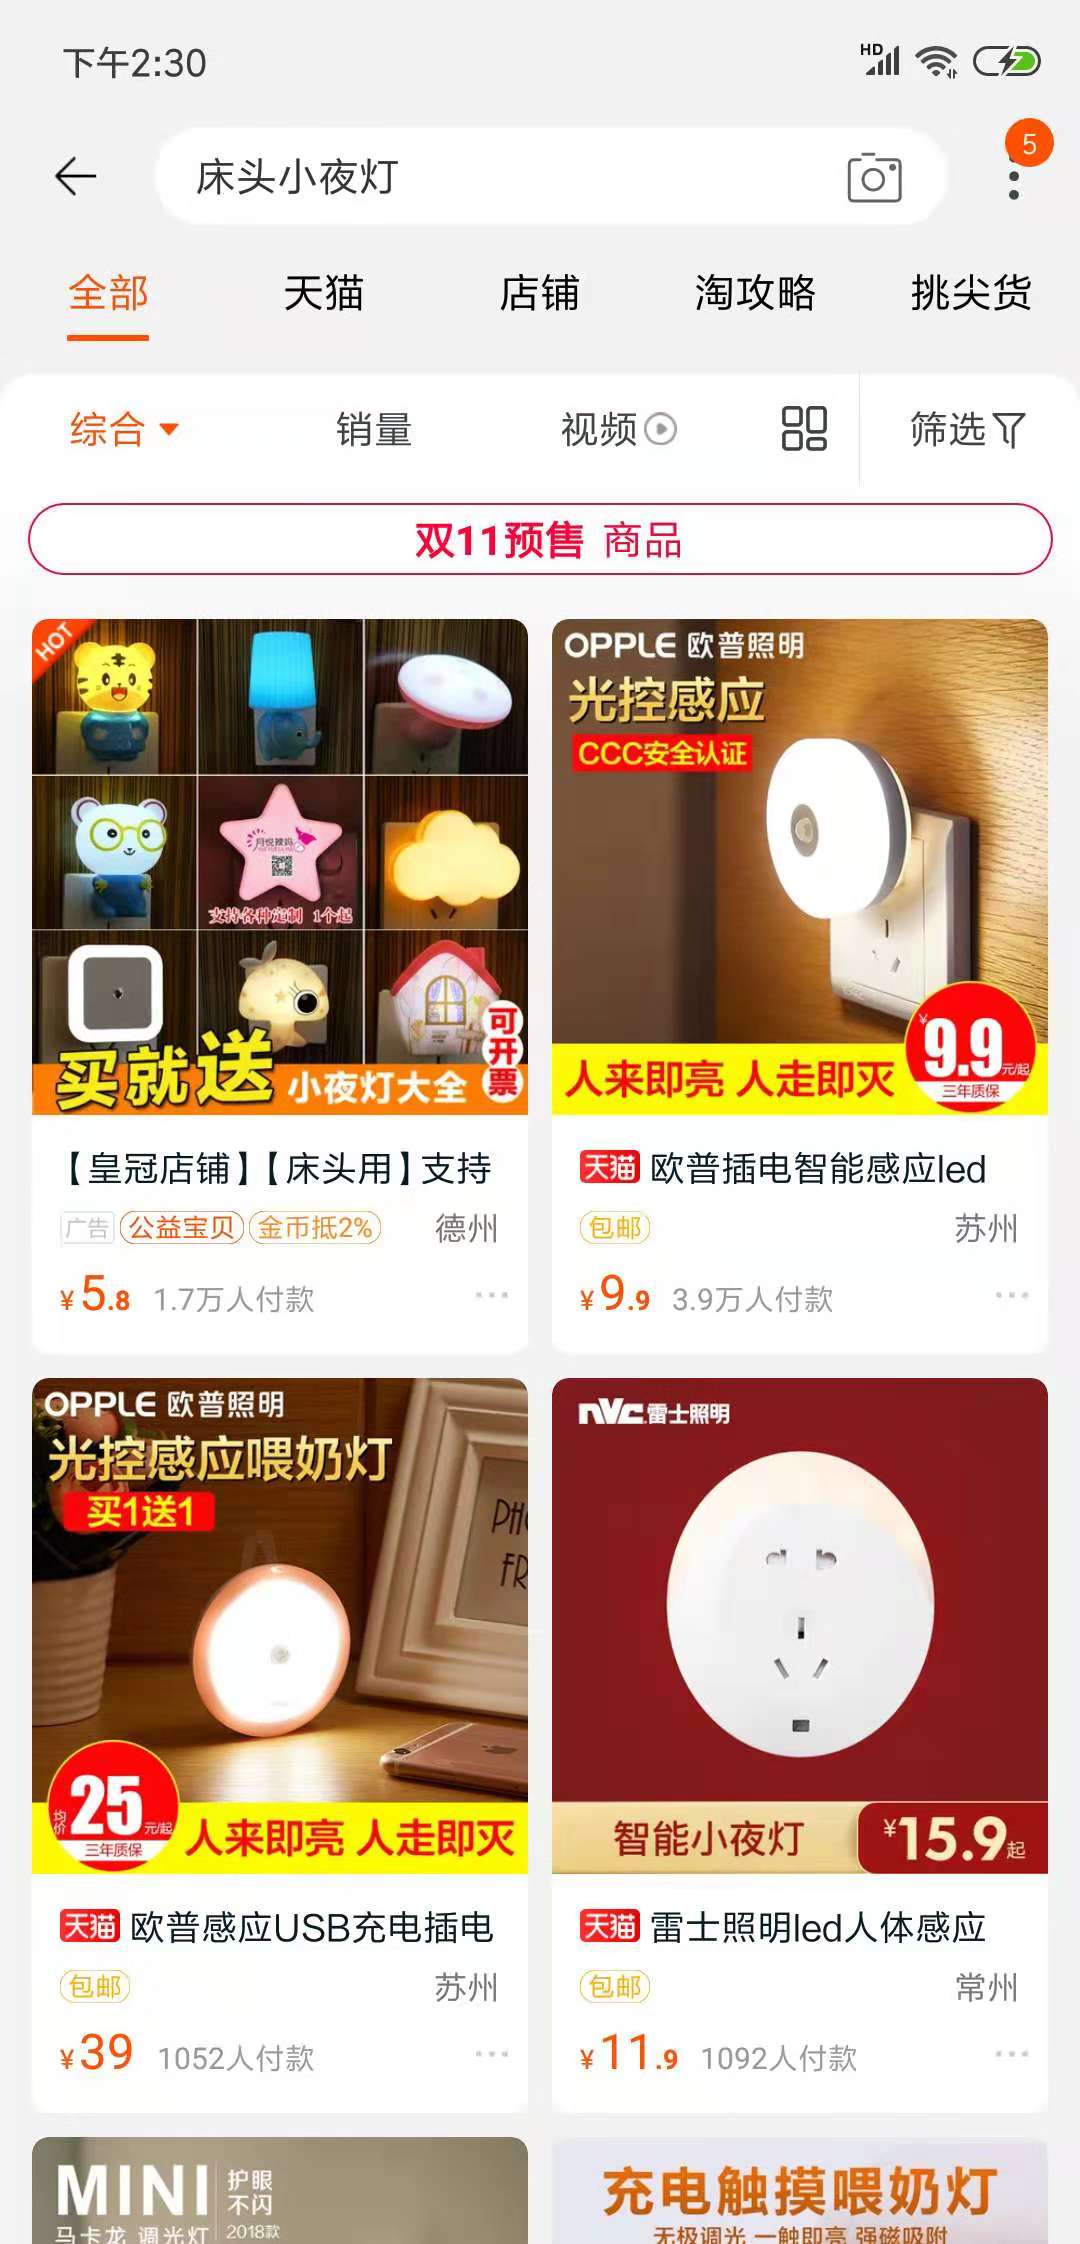 下午2:30
HD
5
床头小夜灯
全部 天猫 店铺 淘攻略 挑尖货
综合 销量 视频 筛选
双11预售 商品
HOT
月悦辣妈
支持各种定制 1个起
可开票
买就送 小夜灯大全
【皇冠店铺】【床头用】支持
广告 公益宝贝 金币抵2% 德州
¥5.8 1.7万人付款
OPPLE 欧普照明
光控感应
CCC安全认证
¥9.9元/起
三年质保
人来即亮 人走即灭
天猫 欧普插电智能感应led
包邮 苏州
¥9.9 3.9万人付款
OPPLE 欧普照明
光控感应喂奶灯
买1送1
PH
FR
均价25元/起
三年质保
人来即亮 人走即灭
天猫 欧普感应USB充电插电
包邮 苏州
¥39 1052人付款
nvc 雷士照明
智能小夜灯 ¥15.9起
天猫 雷士照明led人体感应
包邮 常州
¥11.9 1092人付款
MINI 护眼
不闪
马卡龙 调光灯 2018款
充电触摸喂奶灯
无极调光 一触即亮 强磁吸附